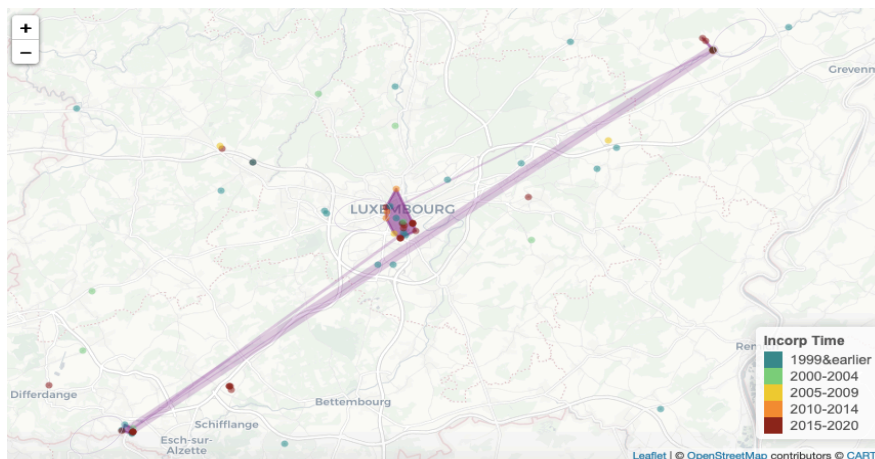 +
−
Grevenm
LUXEMBOURG
Incorp Time
1999&earlier
2000-2004
2005-2009
2010-2014
2015-2020
Rem
Differdange
Bettembourg
Schifflange
Esch-sur-
Alzette
Leaflet | © OpenStreetMap contributors © CART